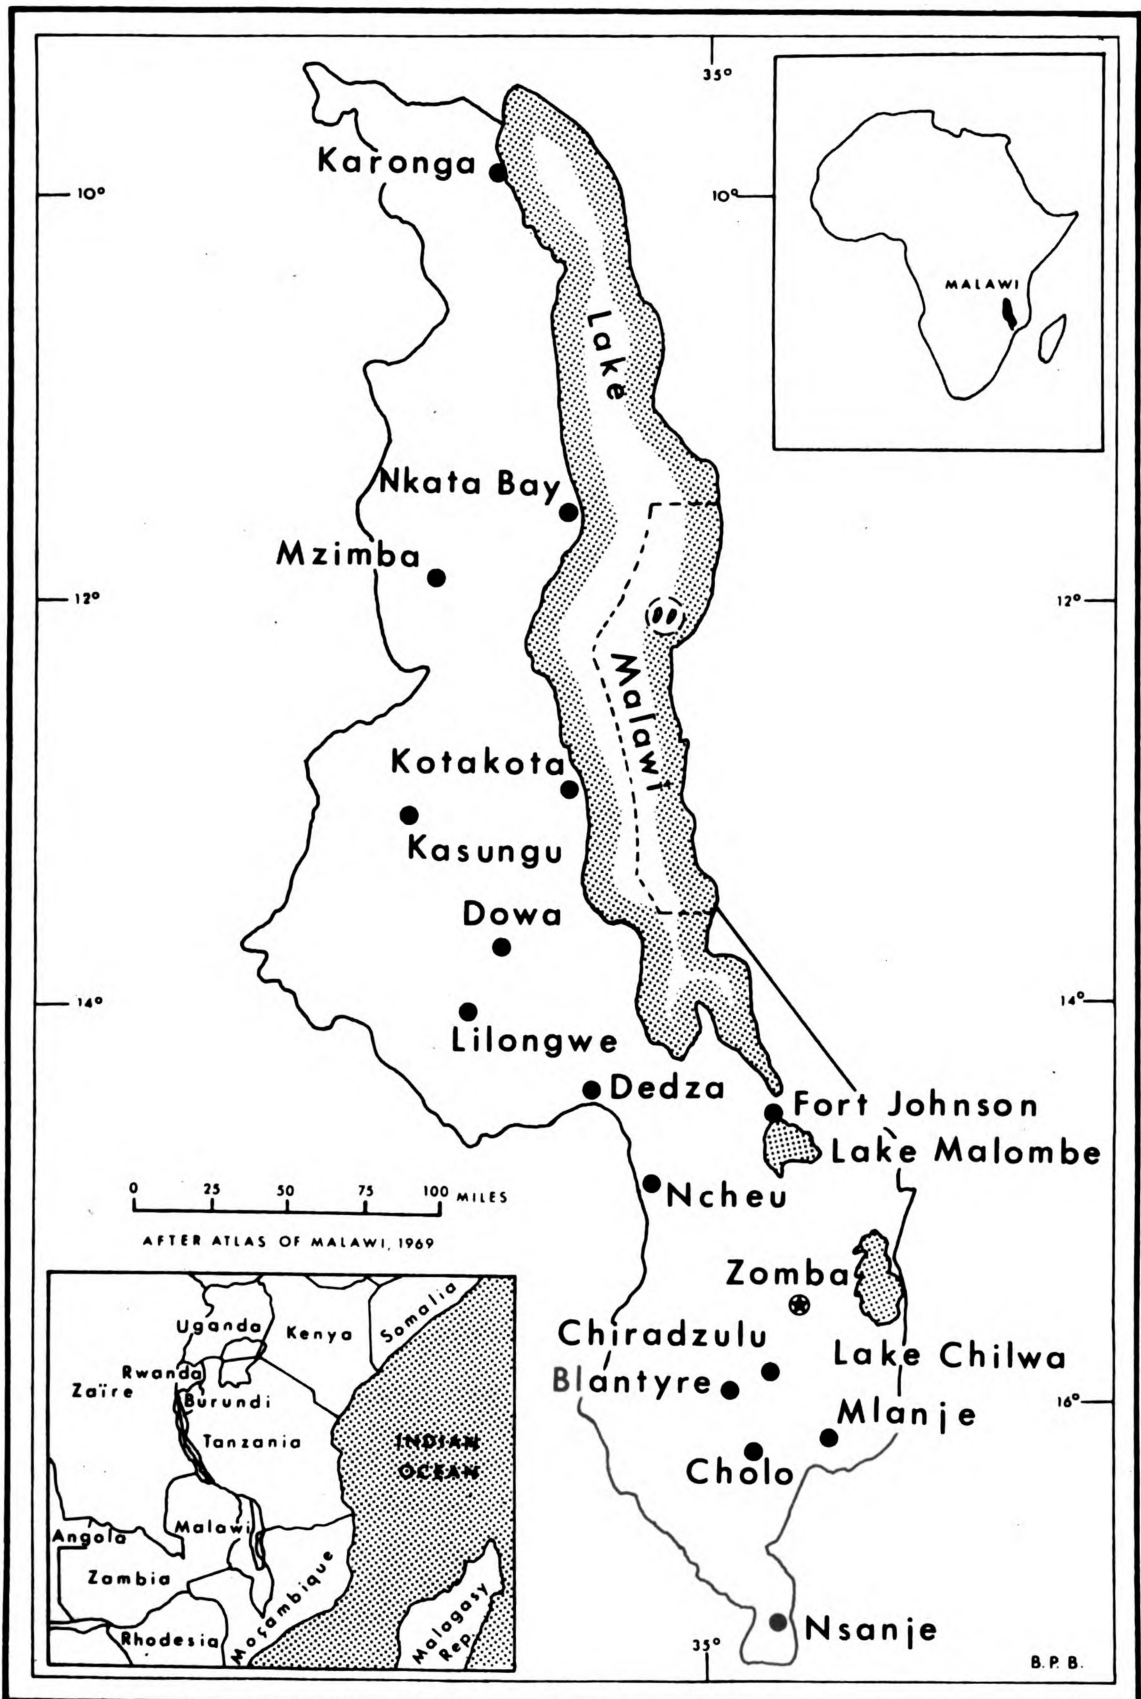 35°
Karonga
10°
10°
MALAWI
Lake
Nkata Bay
Mzimba
12°
12°
Malawi
Kotakota
Kasungu
Dowa
14°
14°
Lilongwe
Dedza
Fort Johnson
Lake Malombe
0 25 50 75 100 MILES
Ncheu
AFTER ATLAS OF MALAWI, 1969
Zomba
Chiradzulu
Lake Chilwa
Blantyre
16°
Mlanje
Cholo
Nsanje
35°
B. P. B.
Uganda
Kenya
Somalia
Rwanda
Zaïre
Burundi
Tanzania
INDIAN
OCEAN
Malawi
Angola
Zambia
Moçambique
Malagasy
Rep.
Rhodesia